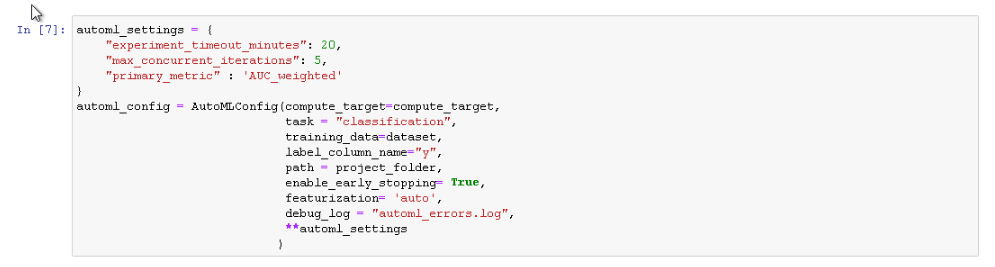 In [7]: automl_settings = {
    "experiment_timeout_minutes": 20,
    "max_concurrent_iterations": 5,
    "primary_metric" : 'AUC_weighted'
}
automl_config = AutoMLConfig(compute_target=compute_target,
                             task = "classification",
                             training_data=dataset,
                             label_column_name="y",
                             path = project_folder,
                             enable_early_stopping= True,
                             featurization= 'auto',
                             debug_log = "automl_errors.log",
                             **automl_settings
                            )